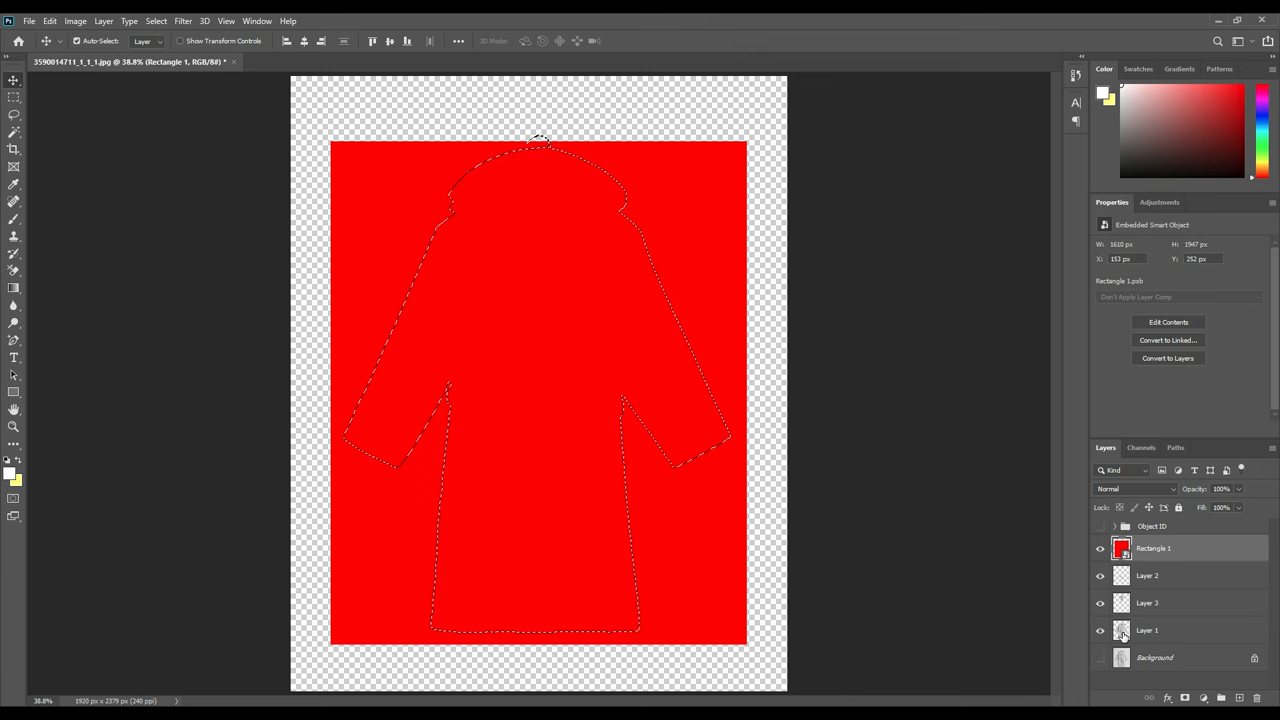 Ps File Edit Image Layer Type Select Filter 3D View Window Help
Auto-Select: Layer Show Transform Controls 3D Mode:
3590014711_1_1_1.jpg @ 38.8% (Rectangle 1, RGB/8#) *
Color Swatches Gradients Patterns
Properties Adjustments
Embedded Smart Object
W: 1610 px H: 1947 px
X: 153 px Y: 252 px
Rectangle 1.psb
Don't Apply Layer Comp
Edit Contents
Convert to Linked...
Convert to Layers
Layers Channels Paths
Kind
Normal Opacity: 100%
Lock: Fill: 100%
Object ID
Rectangle 1
Layer 2
Layer 3
Layer 1
Background
38.8% 1920 px x 2379 px (240 ppi)